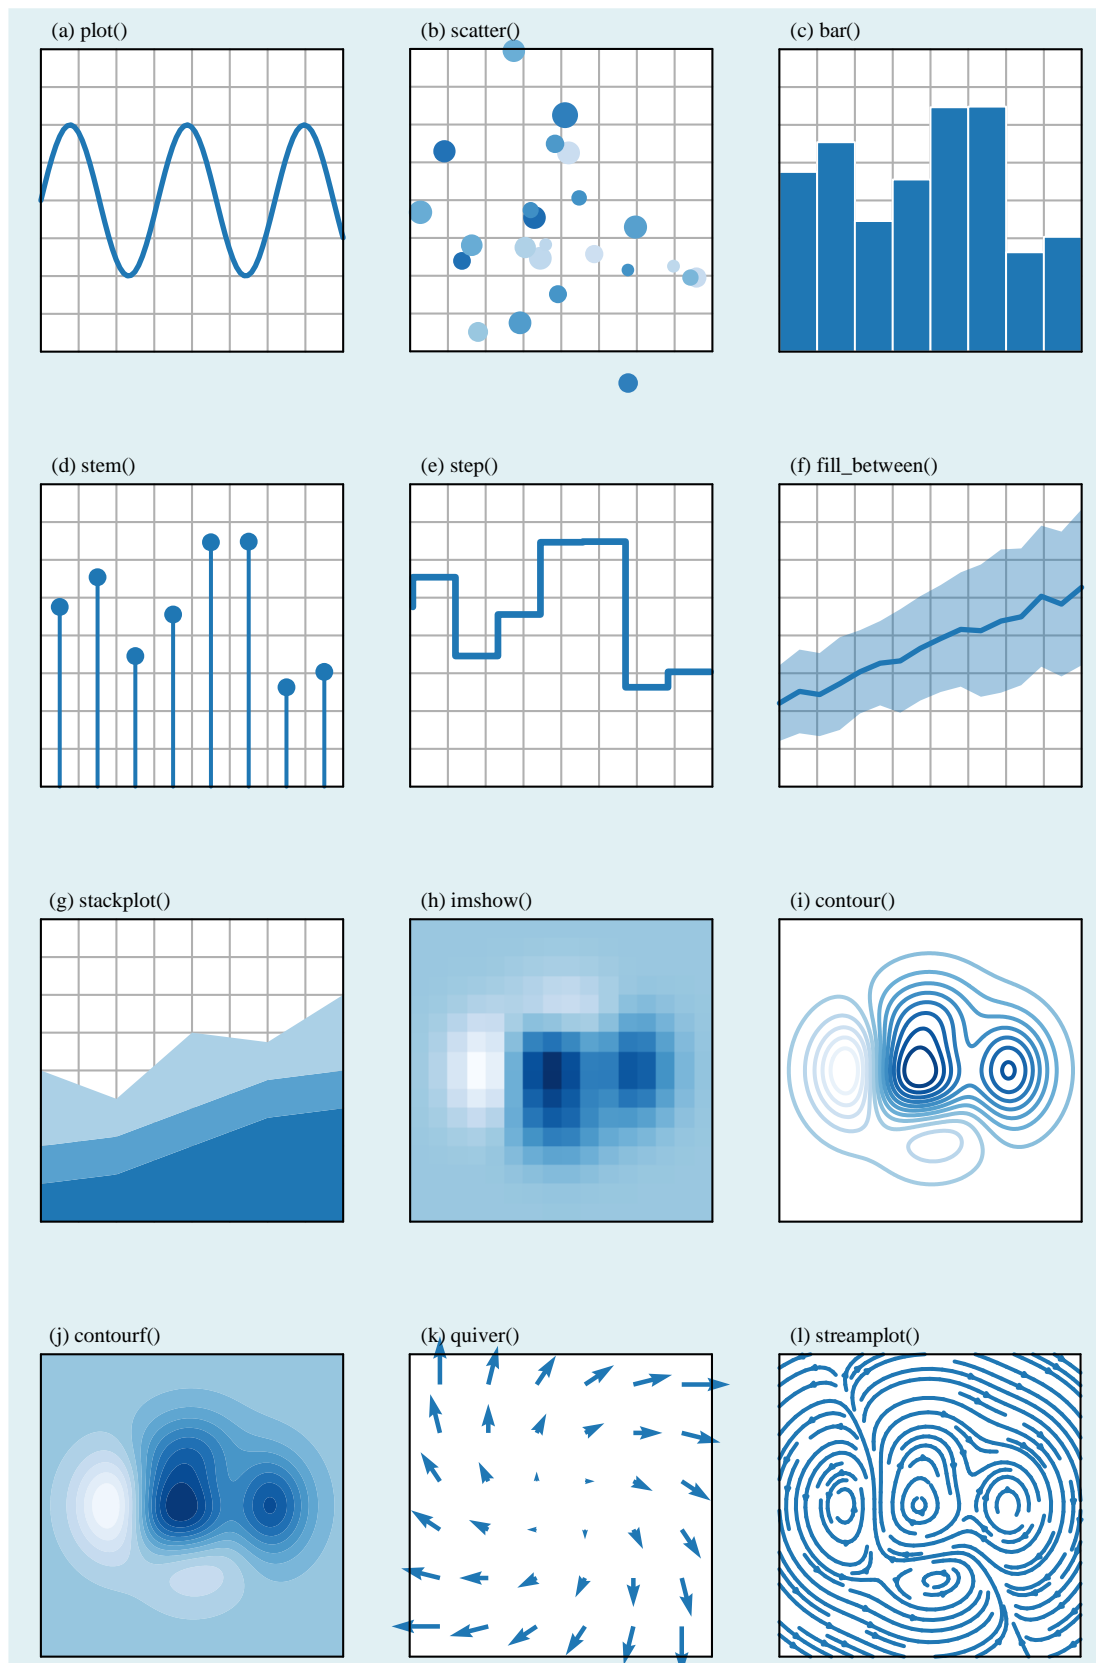 (a) plot()
(b) scatter()
(c) bar()
(d) stem()
(e) step()
(f) fill_between()
(g) stackplot()
(h) imshow()
(i) contour()
(j) contourf()
(k) quiver()
(l) streamplot()